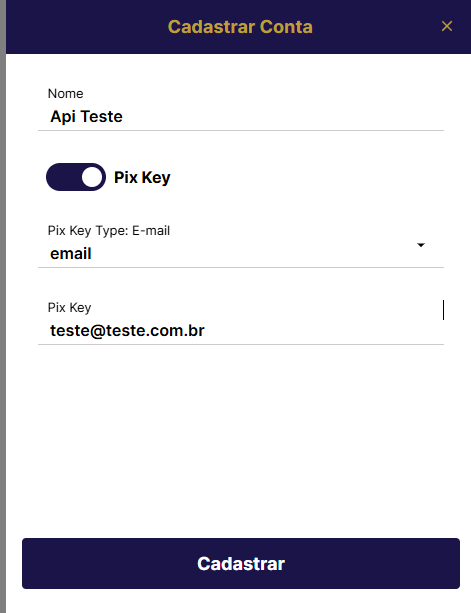 Cadastrar Conta
Nome
Api Teste
Pix Key
Pix Key Type: E-mail
email
Pix Key
teste@teste.com.br
Cadastrar